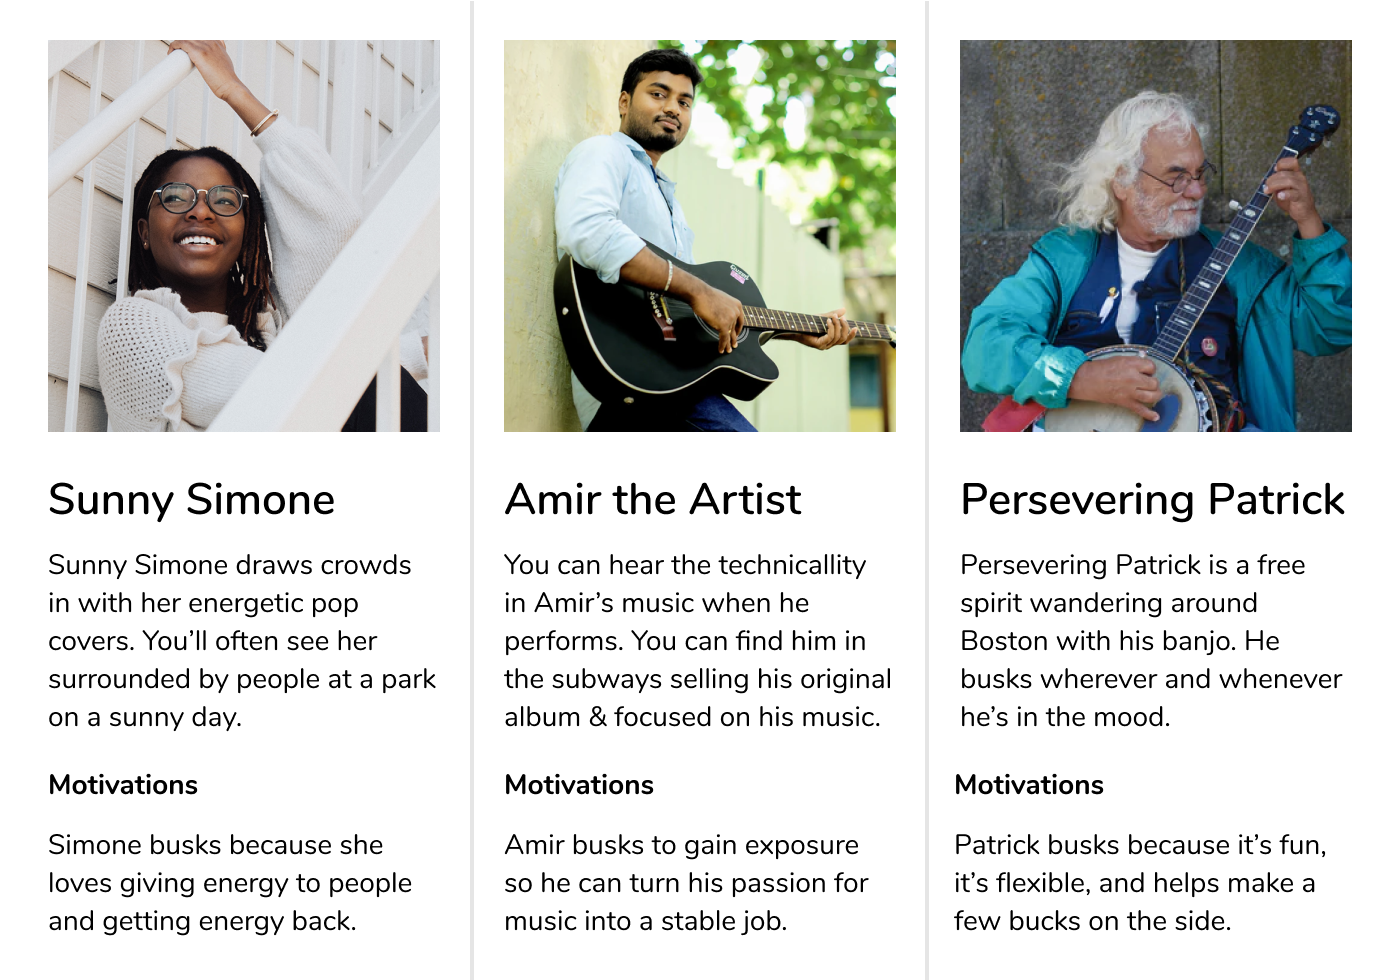 Sunny Simone
Sunny Simone draws crowds
in with her energetic pop
covers. You’ll often see her
surrounded by people at a park
on a sunny day.
Motivations
Simone busks because she
loves giving energy to people
and getting energy back.
Amir the Artist
You can hear the technicallity
in Amir’s music when he
performs. You can find him in
the subways selling his original
album & focused on his music.
Motivations
Amir busks to gain exposure
so he can turn his passion for
music into a stable job.
Persevering Patrick
Persevering Patrick is a free
spirit wandering around
Boston with his banjo. He
busks wherever and whenever
he’s in the mood.
Motivations
Patrick busks because it’s fun,
it’s flexible, and helps make a
few bucks on the side.